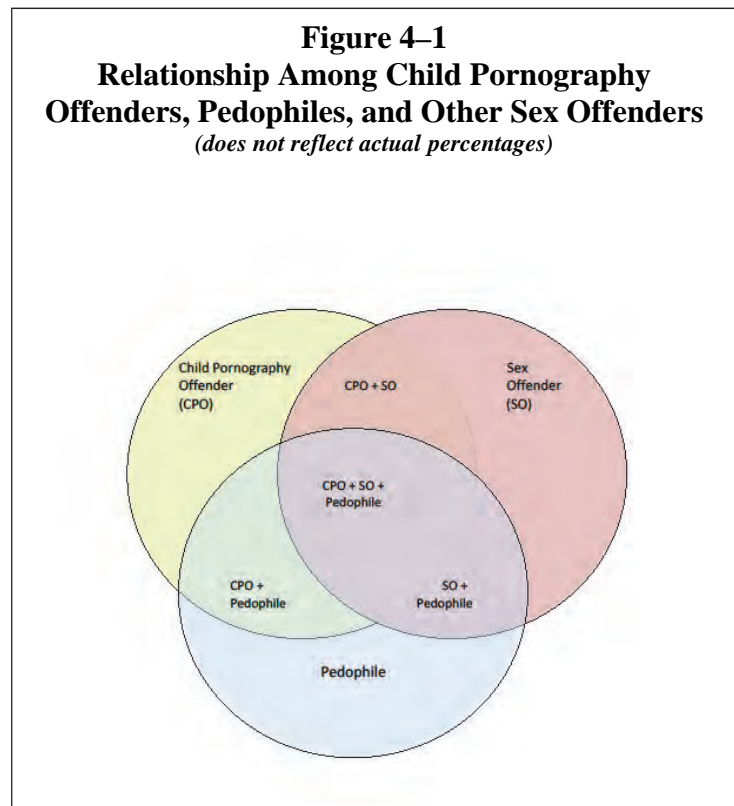 Figure 4–1
Relationship Among Child Pornography
Offenders, Pedophiles, and Other Sex Offenders
(does not reflect actual percentages)
Child Pornography
Offender
(CPO)
CPO + SO
Sex
Offender
(SO)
CPO + SO +
Pedophile
CPO +
Pedophile
SO +
Pedophile
Pedophile